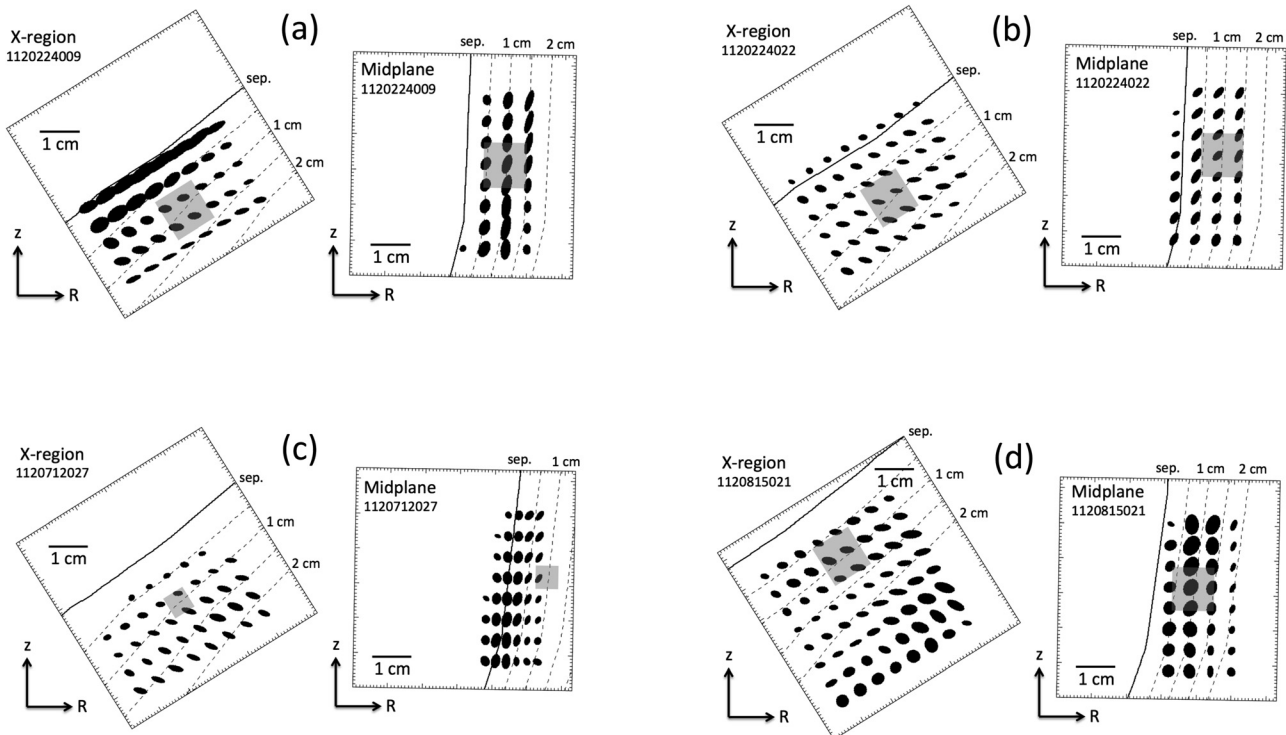 (a)
X-region
1120224009
sep.
1 cm
2 cm
1 cm
z
R
sep. 1 cm 2 cm
Midplane
1120224009
1 cm
z
R
(b)
X-region
1120224022
sep.
1 cm
2 cm
1 cm
z
R
sep. 1 cm 2 cm
Midplane
1120224022
1 cm
z
R
(c)
X-region
1120712027
sep.
1 cm
2 cm
1 cm
z
R
sep. 1 cm
Midplane
1120712027
1 cm
z
R
(d)
X-region
1120815021
sep.
1 cm
1 cm
2 cm
z
R
sep. 1 cm 2 cm
Midplane
1120815021
1 cm
z
R